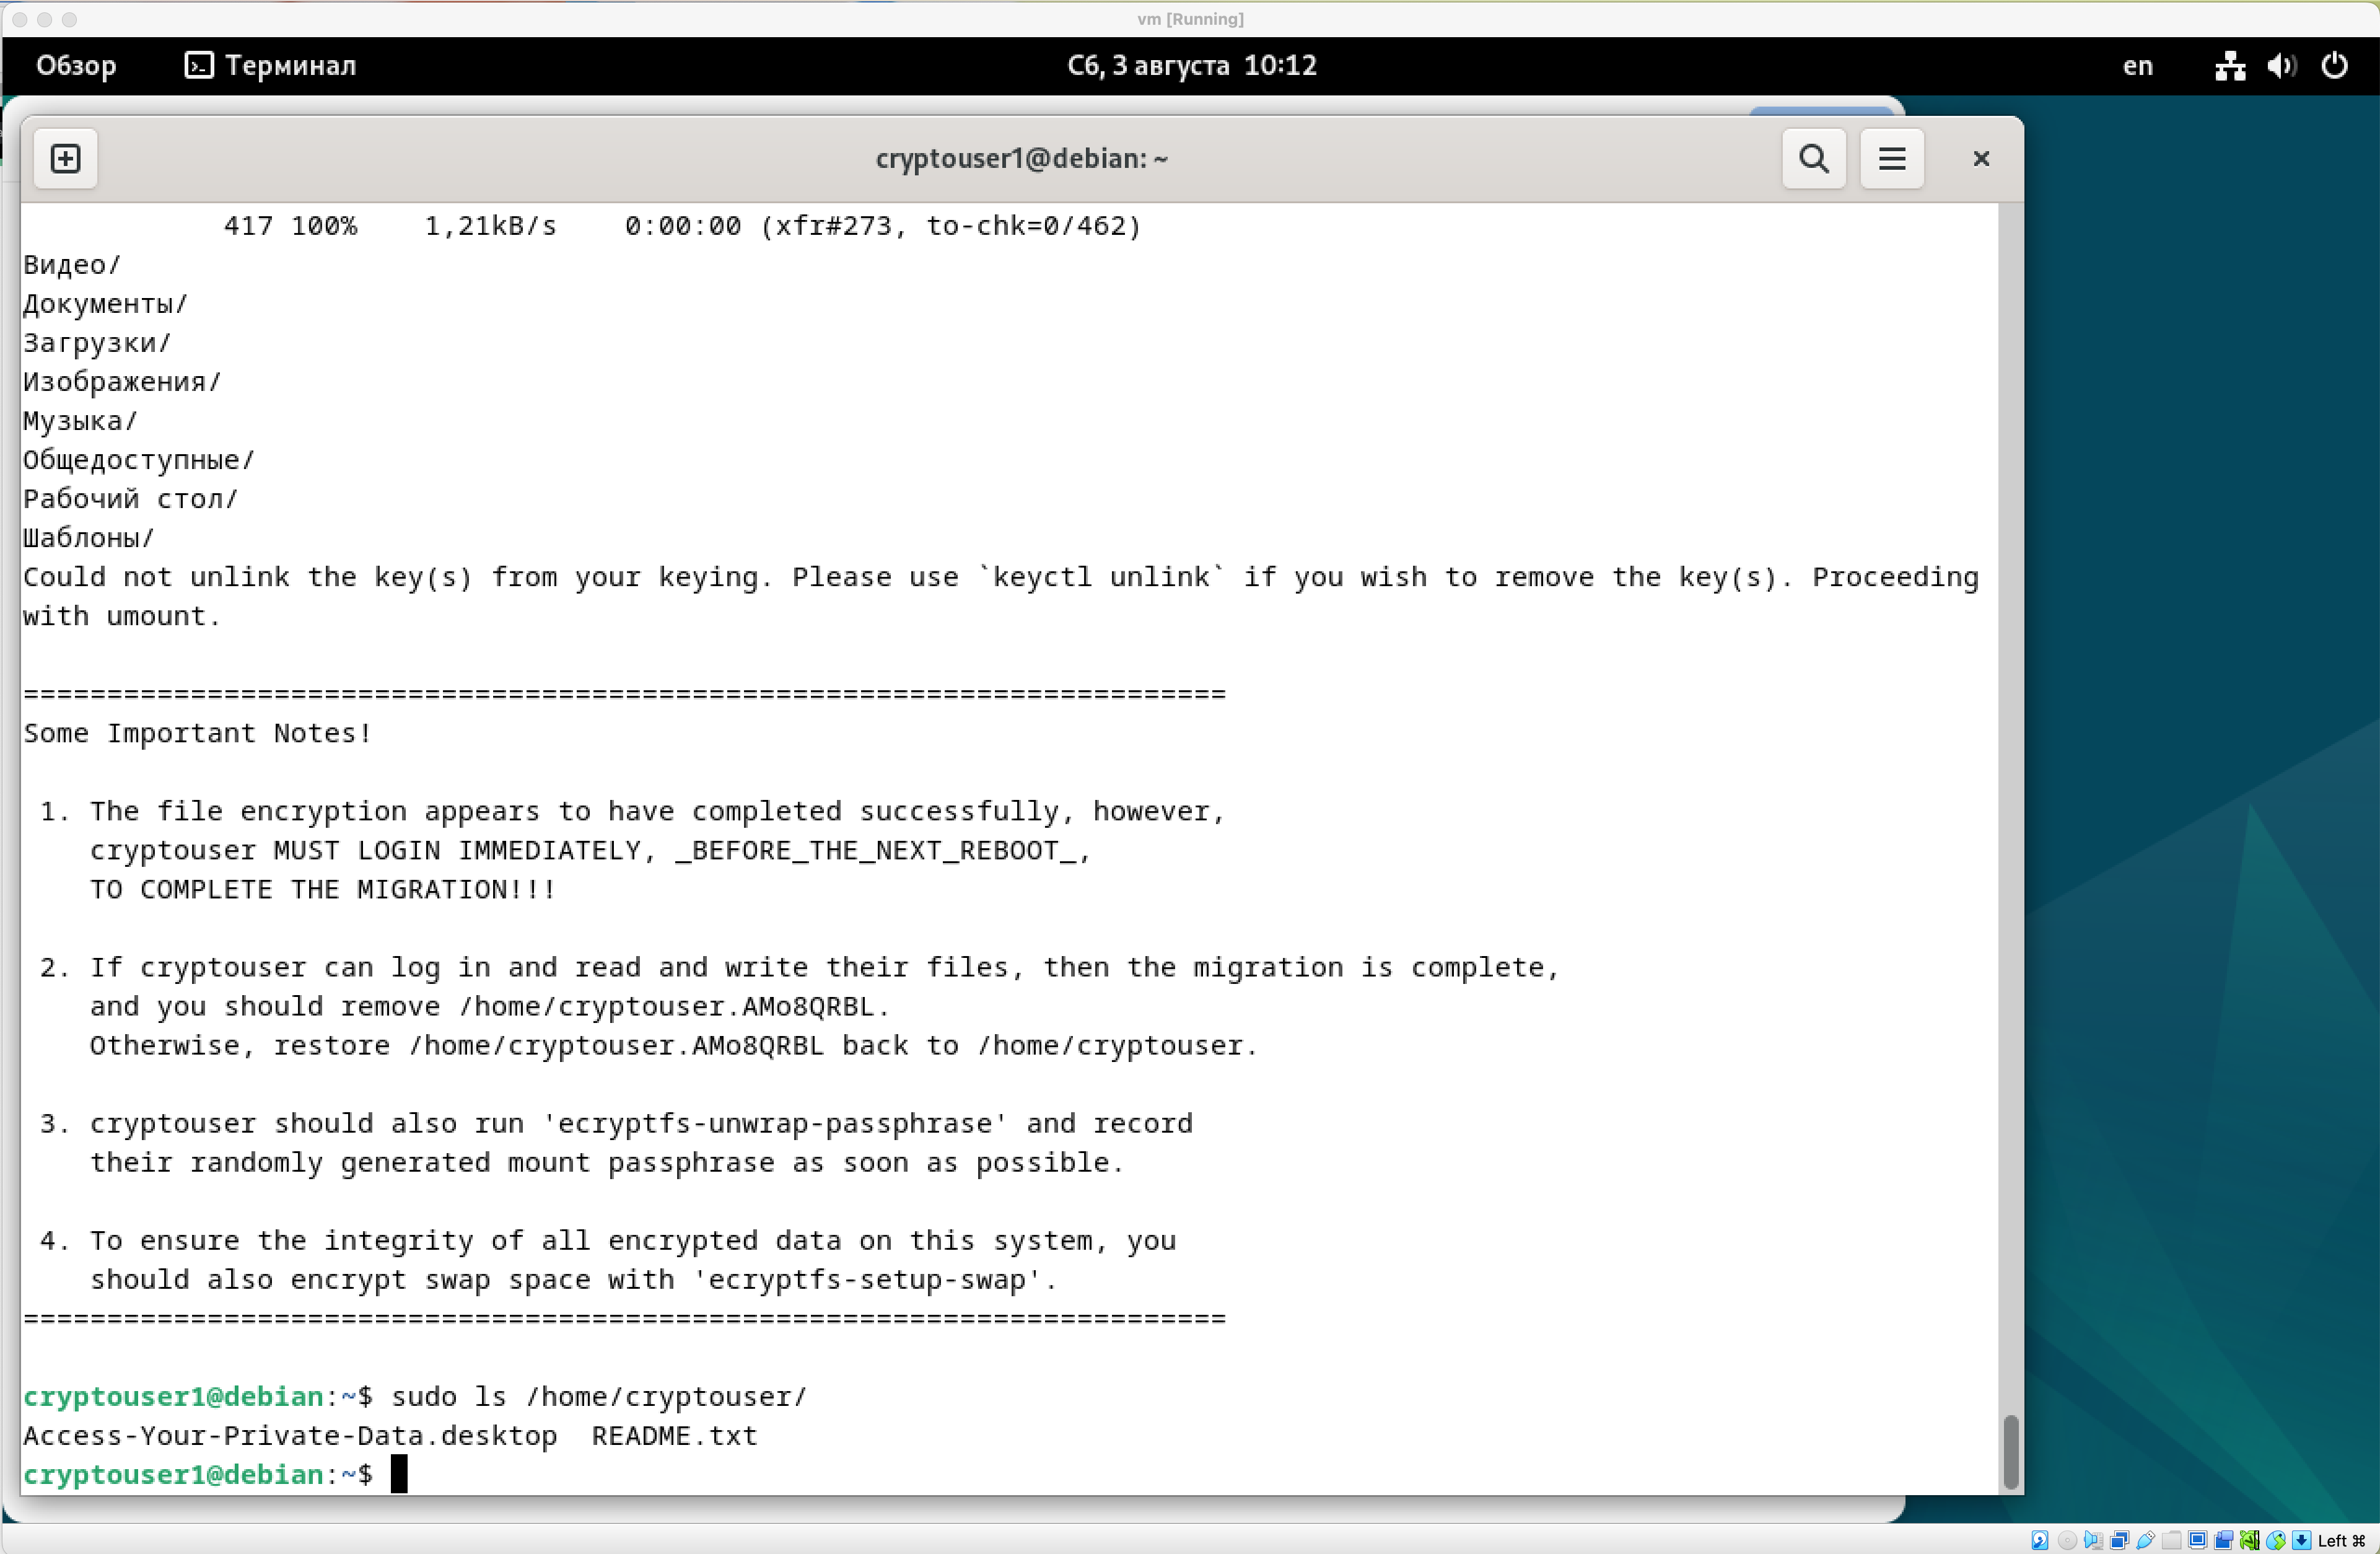 vm [Running]
Обзор
Терминал
Сб, 3 августа 10:12
en
cryptouser1@debian: ~
417 100% 1,21kB/s 0:00:00 (xfr#273, to-chk=0/462)
Видео/
Документы/
Загрузки/
Изображения/
Музыка/
Общедоступные/
Рабочий стол/
Шаблоны/
Could not unlink the key(s) from your keying. Please use `keyctl unlink` if you wish to remove the key(s). Proceeding
with umount.
========================================================================
Some Important Notes!
1. The file encryption appears to have completed successfully, however,
cryptouser MUST LOGIN IMMEDIATELY, _BEFORE_THE_NEXT_REBOOT_,
TO COMPLETE THE MIGRATION!!!
2. If cryptouser can log in and read and write their files, then the migration is complete,
and you should remove /home/cryptouser.AMo8QRBL.
Otherwise, restore /home/cryptouser.AMo8QRBL back to /home/cryptouser.
3. cryptouser should also run 'ecryptfs-unwrap-passphrase' and record
their randomly generated mount passphrase as soon as possible.
4. To ensure the integrity of all encrypted data on this system, you
should also encrypt swap space with 'ecryptfs-setup-swap'.
========================================================================
cryptouser1@debian:~$ sudo ls /home/cryptouser/
Access-Your-Private-Data.desktop README.txt
cryptouser1@debian:~$
Left ⌘